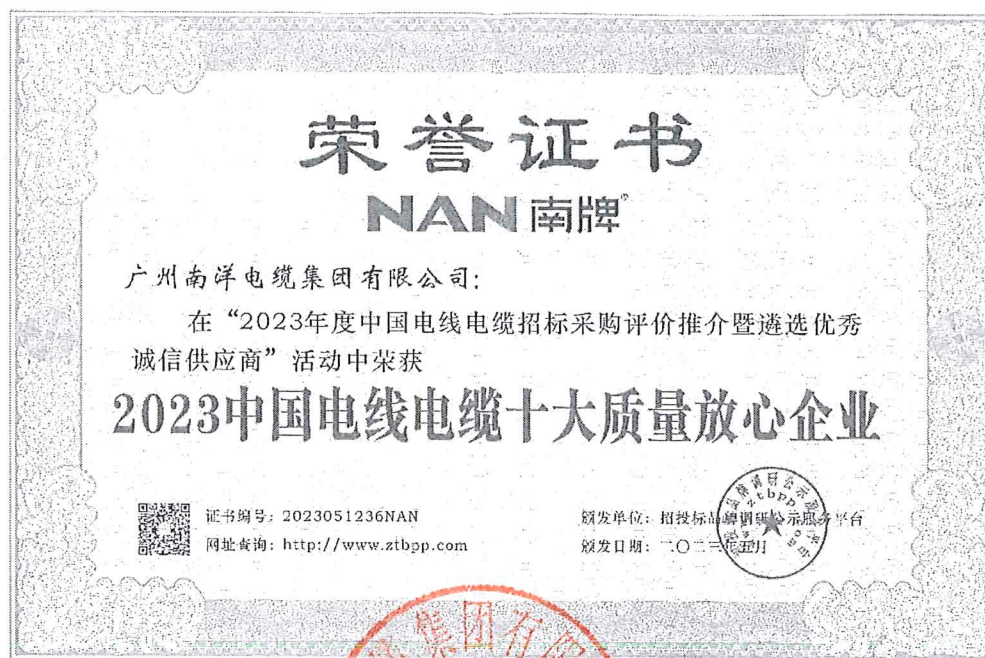 荣誉证书
NAN南牌®
广州南洋电缆集团有限公司:
在“2023年度中国电线电缆招标采购评价推介暨遴选优秀
诚信供应商”活动中荣获
2023中国电线电缆十大质量放心企业
证书编号: 2023051236NAN
网址查询: http://www.ztbpp.com
颁发单位: 招投标品牌调研公示服务平台
颁发日期: 二〇二三年五月
集团有限